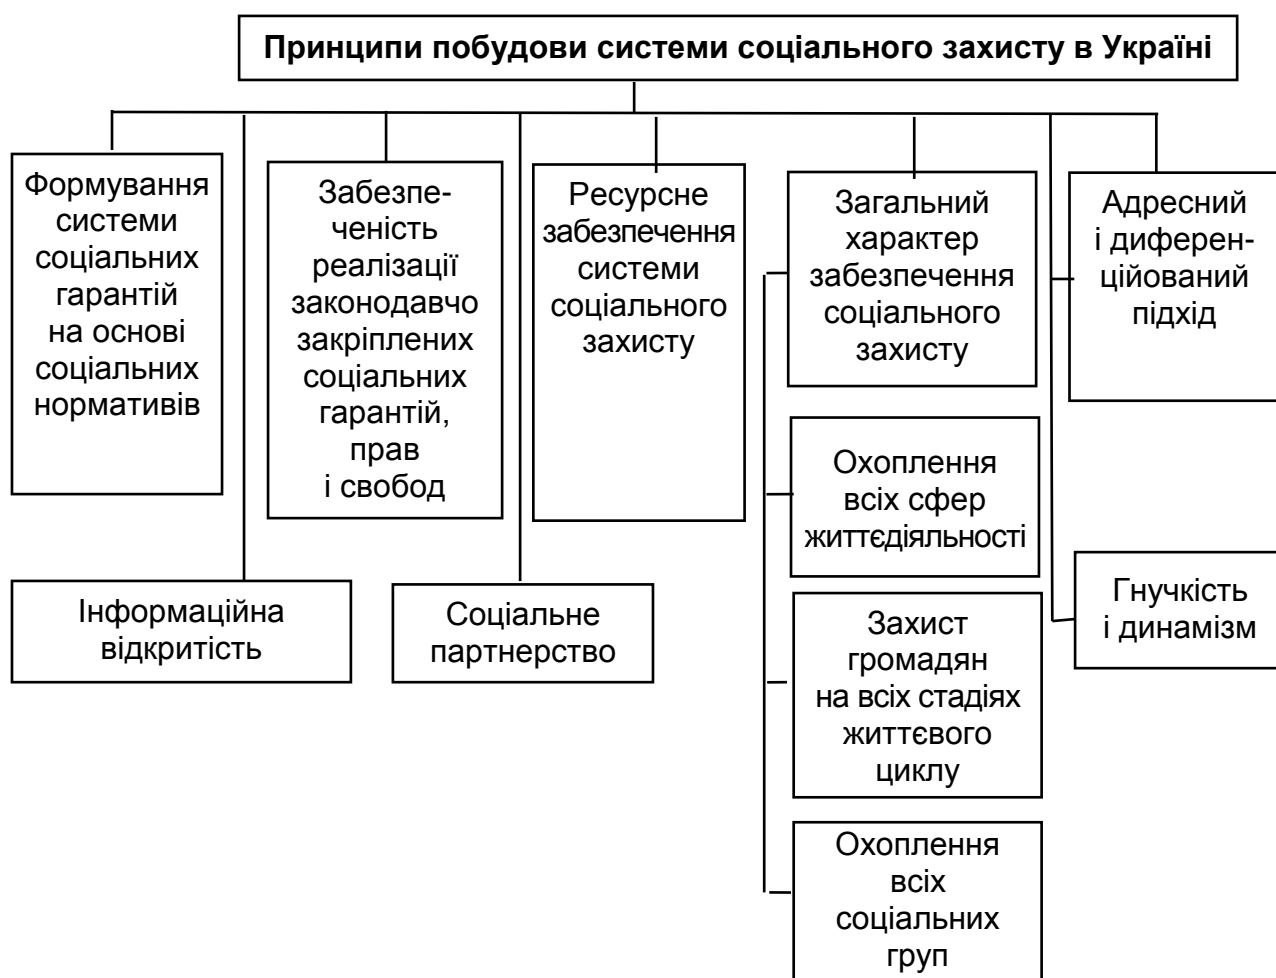 Принципи побудови системи соціального захисту в Україні
Формування
системи
соціальних
гарантій
на основі
соціальних
нормативів
Забезпе-
ченість
реалізації
законодавчо
закріплених
соціальних
гарантій,
прав
і свобод
Ресурсне
забезпечення
системи
соціального
захисту
Загальний
характер
забезпечення
соціального
захисту
Адресний
і диферен-
ційований
підхід
Охоплення
всіх сфер
життєдіяльності
Інформаційна
відкритість
Соціальне
партнерство
Захист
громадян
на всіх стадіях
життєвого
циклу
Гнучкість
і динамізм
Охоплення
всіх
соціальних
груп